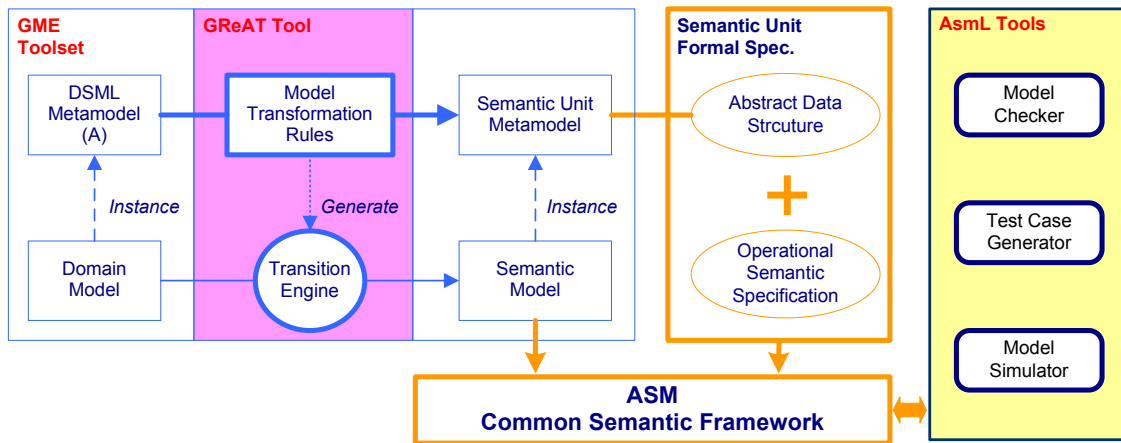 GME
Toolset
GReAT Tool
Semantic Unit
Formal Spec.
AsmL Tools
DSML
Metamodel
(A)
Model
Transformation
Rules
Semantic Unit
Metamodel
Abstract Data
Strcuture
Model
Checker
Instance
Generate
Instance
Test Case
Generator
Domain
Model
Transition
Engine
Semantic
Model
Operational
Semantic
Specification
Model
Simulator
ASM
Common Semantic Framework